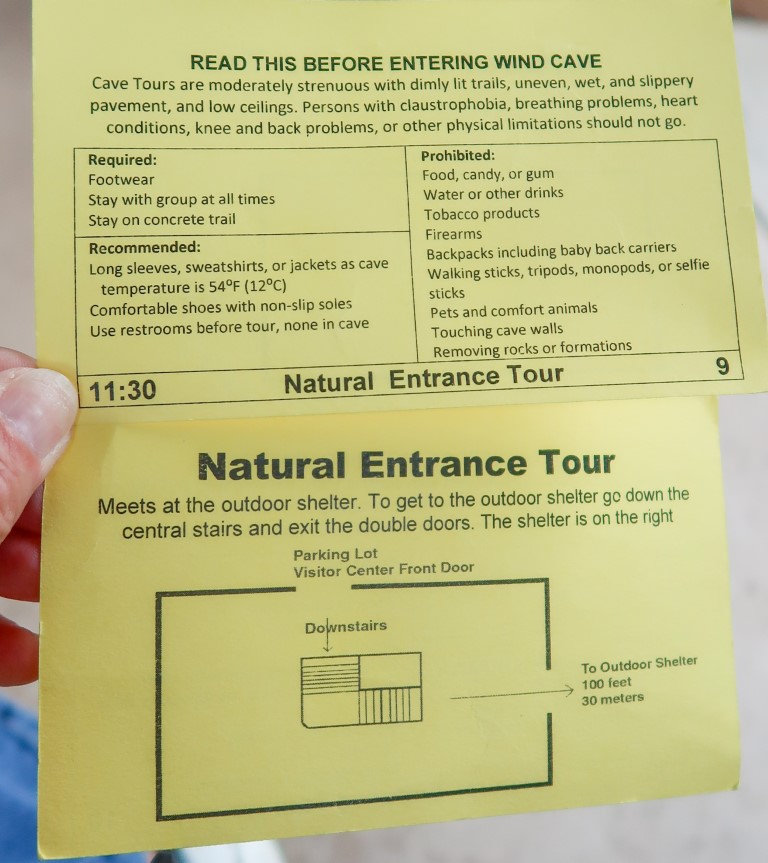 READ THIS BEFORE ENTERING WIND CAVE
Cave Tours are moderately strenuous with dimly lit trails, uneven, wet, and slippery
pavement, and low ceilings. Persons with claustrophobia, breathing problems, heart
conditions, knee and back problems, or other physical limitations should not go.
Required:
Footwear
Stay with group at all times
Stay on concrete trail
Recommended:
Long sleeves, sweatshirts, or jackets as cave
temperature is 54ºF (12ºC)
Comfortable shoes with non-slip soles
Use restrooms before tour, none in cave
Prohibited:
Food, candy, or gum
Water or other drinks
Tobacco products
Firearms
Backpacks including baby back carriers
Walking sticks, tripods, monopods, or selfie
sticks
Pets and comfort animals
Touching cave walls
Removing rocks or formations
11:30 Natural Entrance Tour 9
Natural Entrance Tour
Meets at the outdoor shelter. To get to the outdoor shelter go down the
central stairs and exit the double doors. The shelter is on the right
Parking Lot
Visitor Center Front Door
Downstairs
To Outdoor Shelter
100 feet
30 meters